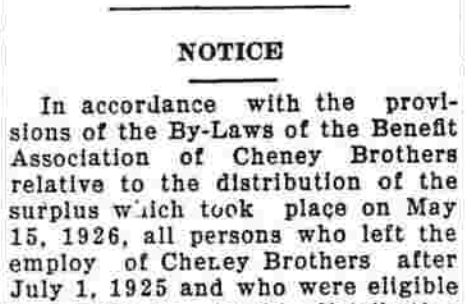 NOTICE
In accordance with the provi-
sions of the By-Laws of the Benefit
Association of Cheney Brothers
relative to the distribution of the
surplus which took place on May
15, 1926, all persons who left the
employ of Cheney Brothers after
July 1, 1925 and who were eligible